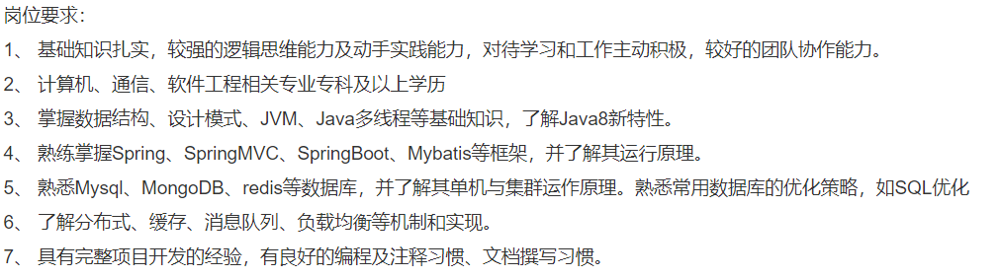 岗位要求：
1、 基础知识扎实，较强的逻辑思维能力及动手实践能力，对待学习和工作主动积极，较好的团队协作能力。
2、 计算机、通信、软件工程相关专业专科及以上学历
3、 掌握数据结构、设计模式、JVM、Java多线程等基础知识，了解Java8新特性。
4、 熟练掌握Spring、SpringMVC、SpringBoot、Mybatis等框架，并了解其运行原理。
5、 熟悉Mysql、MongoDB、redis等数据库，并了解其单机与集群运作原理。熟悉常用数据库的优化策略，如SQL优化
6、 了解分布式、缓存、消息队列、负载均衡等机制和实现。
7、 具有完整项目开发的经验，有良好的编程及注释习惯、文档撰写习惯。